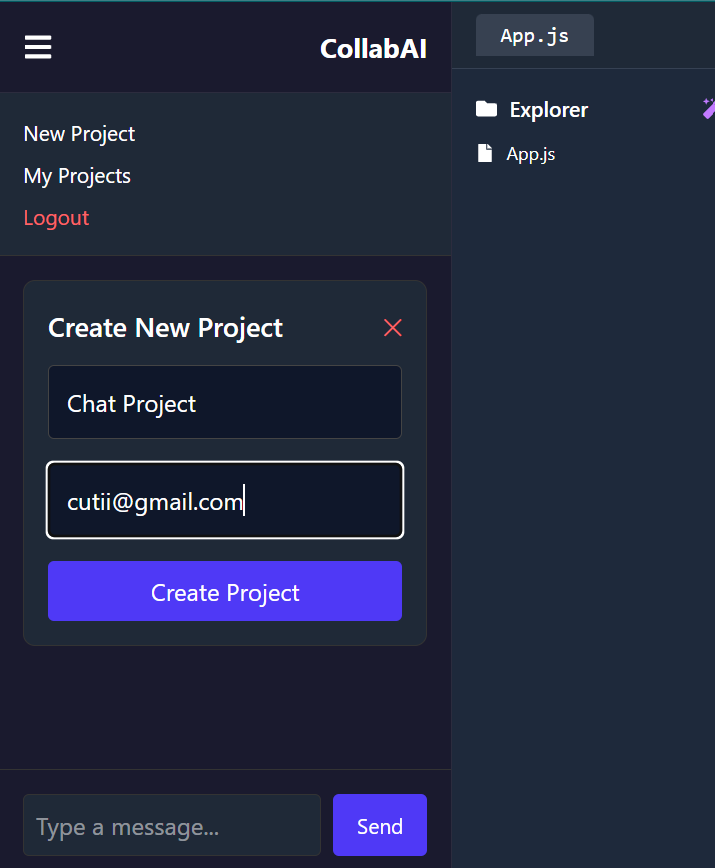 CollabAI
New Project
My Projects
Logout
Create New Project
Chat Project
cutii@gmail.com
Create Project
Type a message...
Send
App.js
Explorer
App.js